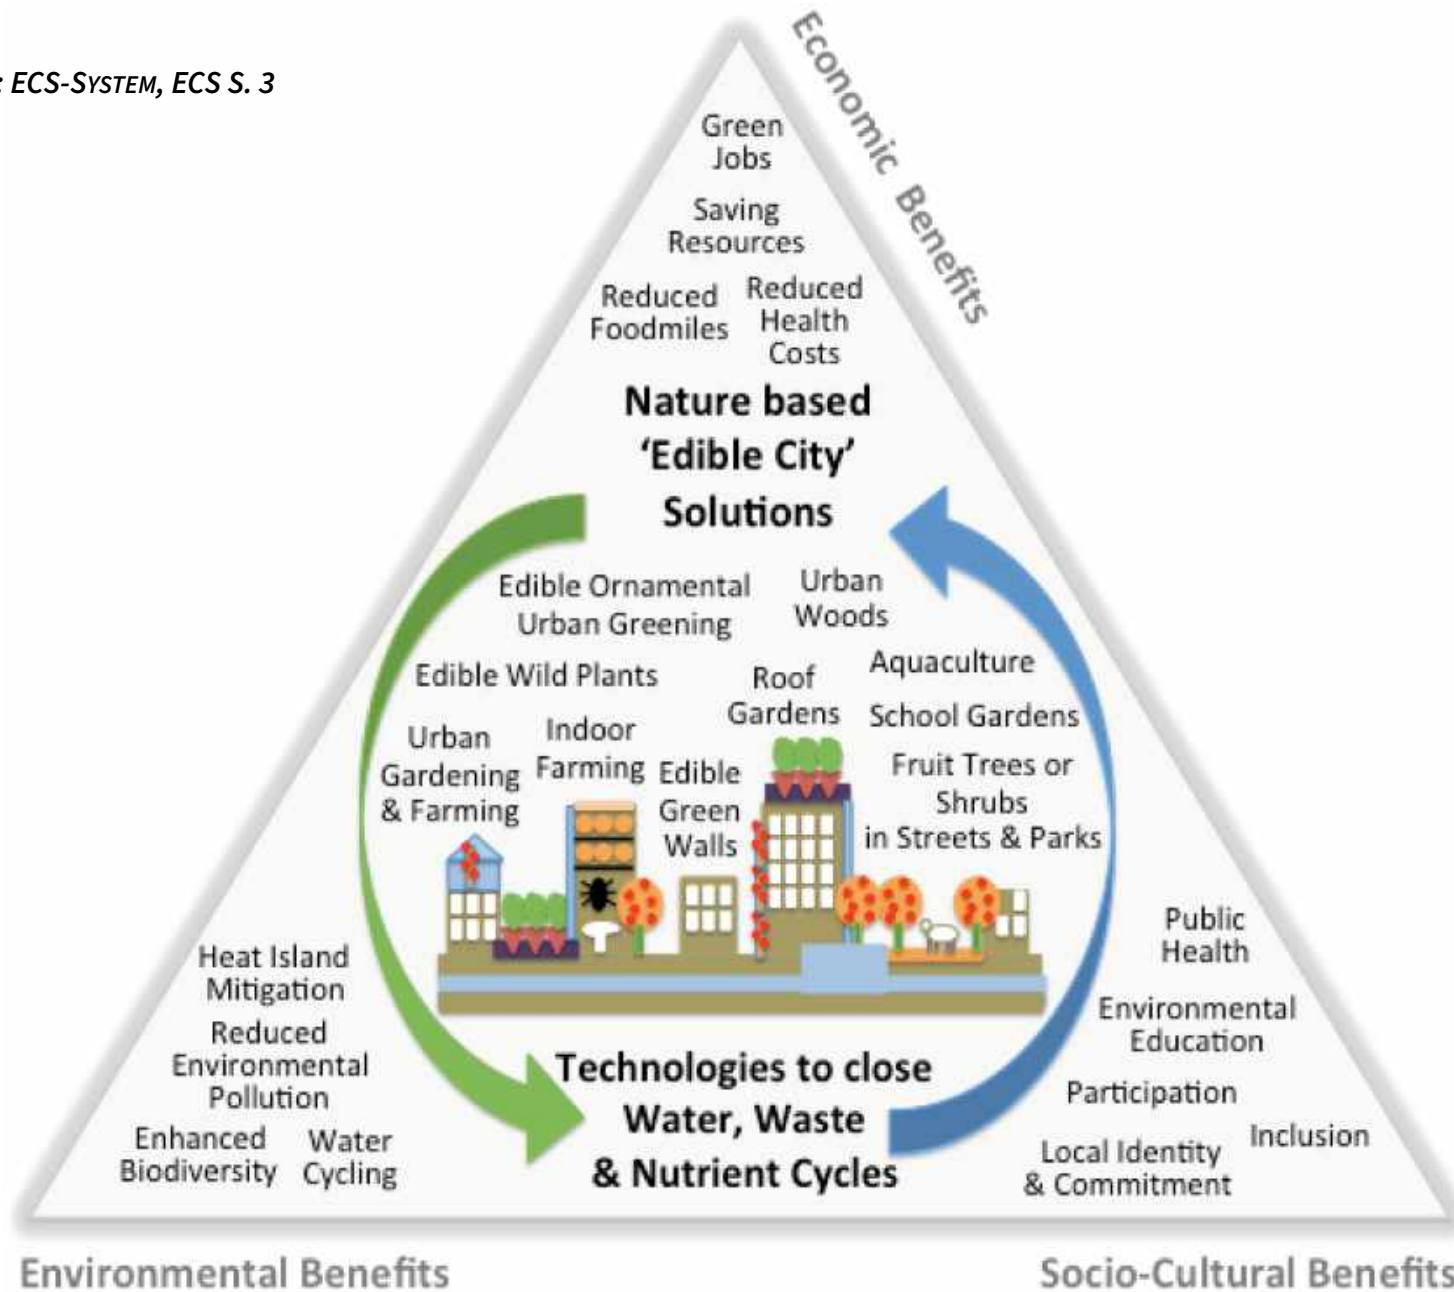 : ECS-SYSTEM, ECS S. 3
Economic Benefits
Green
Jobs
Saving
Resources
Reduced
Foodmiles
Reduced
Health
Costs
Nature based
‘Edible City’
Solutions
Edible Ornamental
Urban Greening
Urban
Woods
Edible Wild Plants
Roof
Gardens
Aquaculture
School Gardens
Urban
Gardening
& Farming
Indoor
Farming
Edible
Green
Walls
Fruit Trees or
Shrubs
in Streets & Parks
Heat Island
Mitigation
Reduced
Environmental
Pollution
Enhanced
Biodiversity
Water
Cycling
Technologies to close
Water, Waste
& Nutrient Cycles
Public
Health
Environmental
Education
Participation
Inclusion
Local Identity
& Commitment
Environmental Benefits
Socio-Cultural Benefits